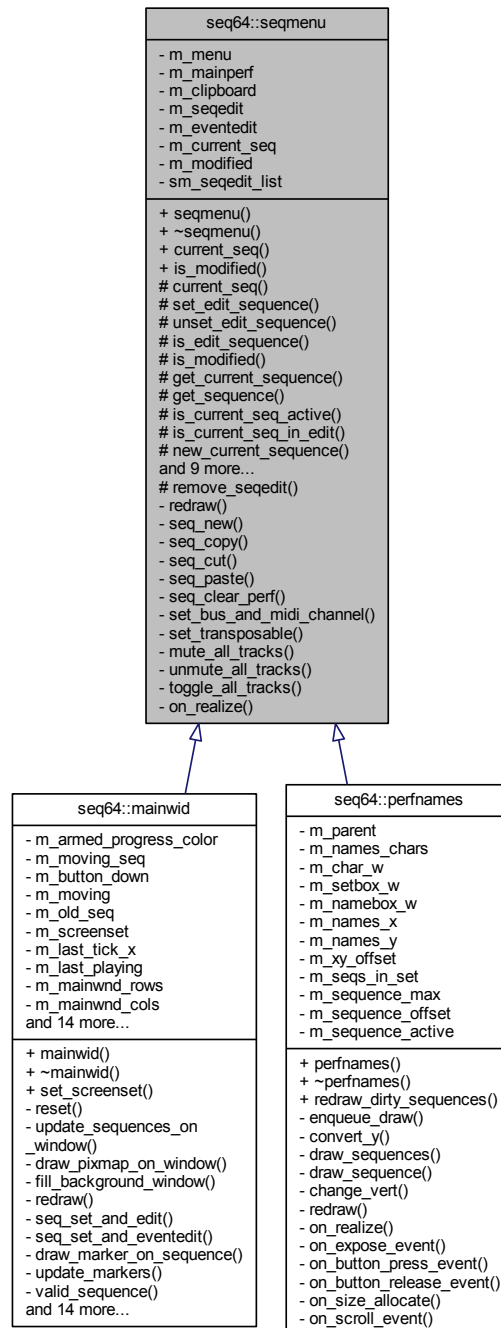 seq64::seqmenu
- m_menu
- m_mainperf
- m_clipboard
- m_seqedit
- m_eventedit
- m_current_seq
- m_modified
- sm_seqedit_list
+ seqmenu()
+ ~seqmenu()
+ current_seq()
+ is_modified()
# current_seq()
# set_edit_sequence()
# unset_edit_sequence()
# is_edit_sequence()
# is_modified()
# get_current_sequence()
# get_sequence()
# is_current_seq_active()
# is_current_seq_in_edit()
# new_current_sequence()
and 9 more...
# remove_seqedit()
- redraw()
- seq_new()
- seq_copy()
- seq_cut()
- seq_paste()
- seq_clear_perf()
- set_bus_and_midi_channel()
- set_transposable()
- mute_all_tracks()
- unmute_all_tracks()
- toggle_all_tracks()
- on_realize()
seq64::mainwid
- m_armed_progress_color
- m_moving_seq
- m_button_down
- m_moving
- m_old_seq
- m_screenset
- m_last_tick_x
- m_last_playing
- m_mainwnd_rows
- m_mainwnd_cols
and 14 more...
+ mainwid()
+ ~mainwid()
+ set_screenset()
- reset()
- update_sequences_on
_window()
- draw_pixmap_on_window()
- fill_background_window()
- redraw()
- seq_set_and_edit()
- seq_set_and_eventedit()
- draw_marker_on_sequence()
- update_markers()
- valid_sequence()
and 14 more...
seq64::perfnames
- m_parent
- m_names_chars
- m_char_w
- m_setbox_w
- m_namebox_w
- m_names_x
- m_names_y
- m_xy_offset
- m_seqs_in_set
- m_sequence_max
- m_sequence_offset
- m_sequence_active
+ perfnames()
+ ~perfnames()
+ redraw_dirty_sequences()
- enqueue_draw()
- convert_y()
- draw_sequences()
- draw_sequence()
- change_vert()
- redraw()
- on_realize()
- on_expose_event()
- on_button_press_event()
- on_button_release_event()
- on_size_allocate()
- on_scroll_event()